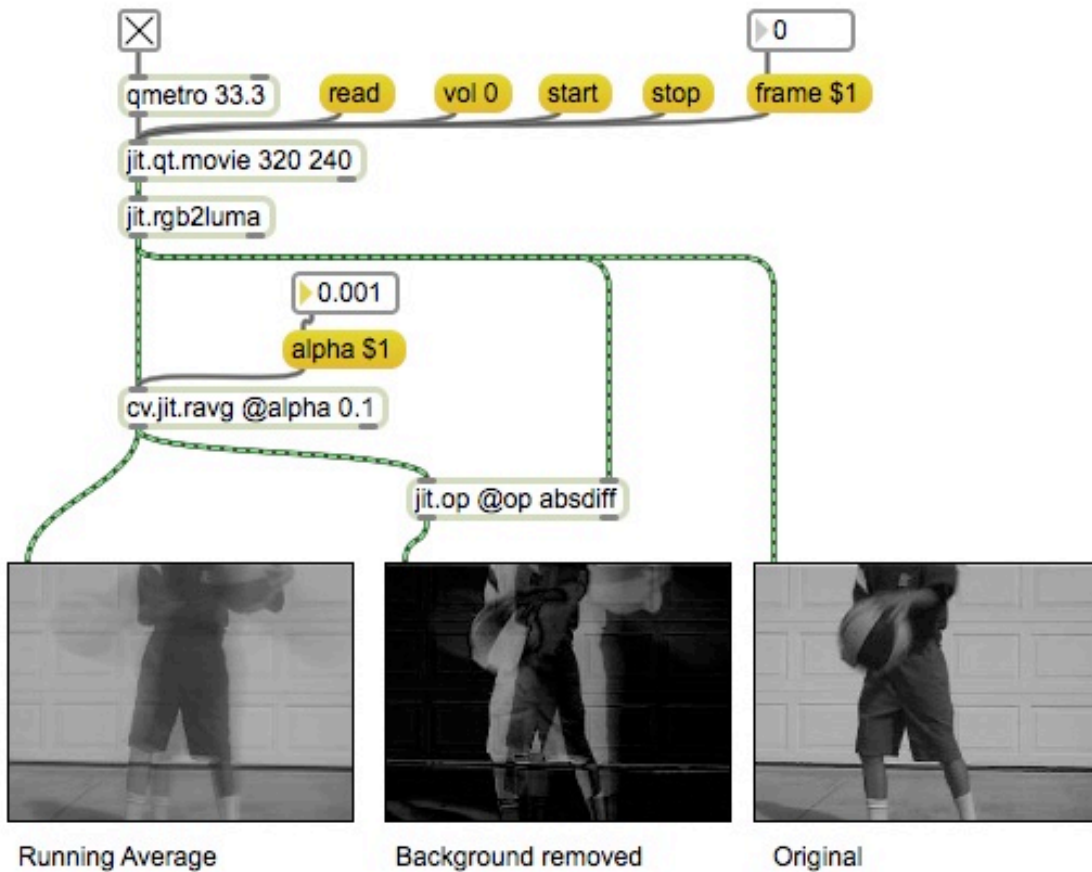 0
qmetro 33.3
read
vol 0
start
stop
frame $1
jit.qt.movie 320 240
jit.rgb2luma
0.001
alpha $1
cv.jit.ravg @alpha 0.1
jit.op @op absdiff
Running Average
Background removed
Original